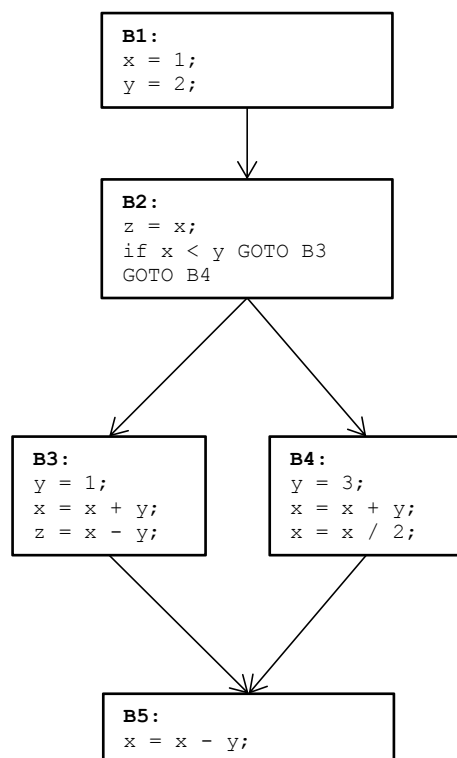 B1:
x = 1;
y = 2;
B2:
z = x;
if x < y GOTO B3
GOTO B4
B3:
y = 1;
x = x + y;
z = x - y;
B4:
y = 3;
x = x + y;
x = x / 2;
B5:
x = x - y;